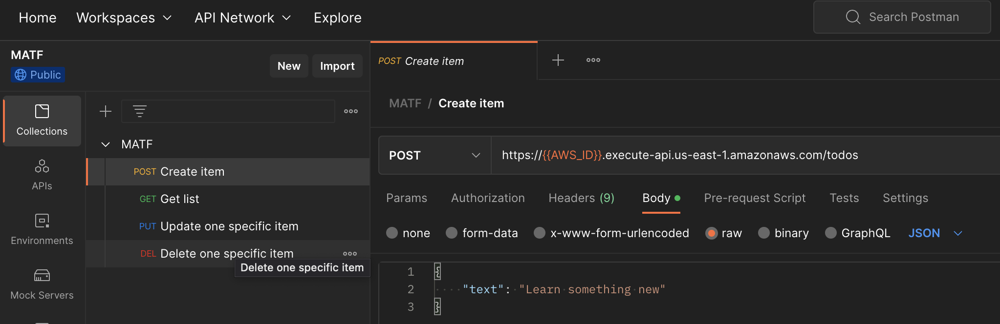 Home Workspaces API Network Explore Search Postman
MATF
Public
New Import
Collections
APIs
Environments
Mock Servers
MATF
POST Create item
GET Get list
PUT Update one specific item
DEL Delete one specific item
Delete one specific item
POST Create item
MATF / Create item
POST https://{{AWS_ID}}.execute-api.us-east-1.amazonaws.com/todos
Params Authorization Headers (9) Body Pre-request Script Tests Settings
none form-data x-www-form-urlencoded raw binary GraphQL JSON
1 {
2 "text": "Learn something new"
3 }